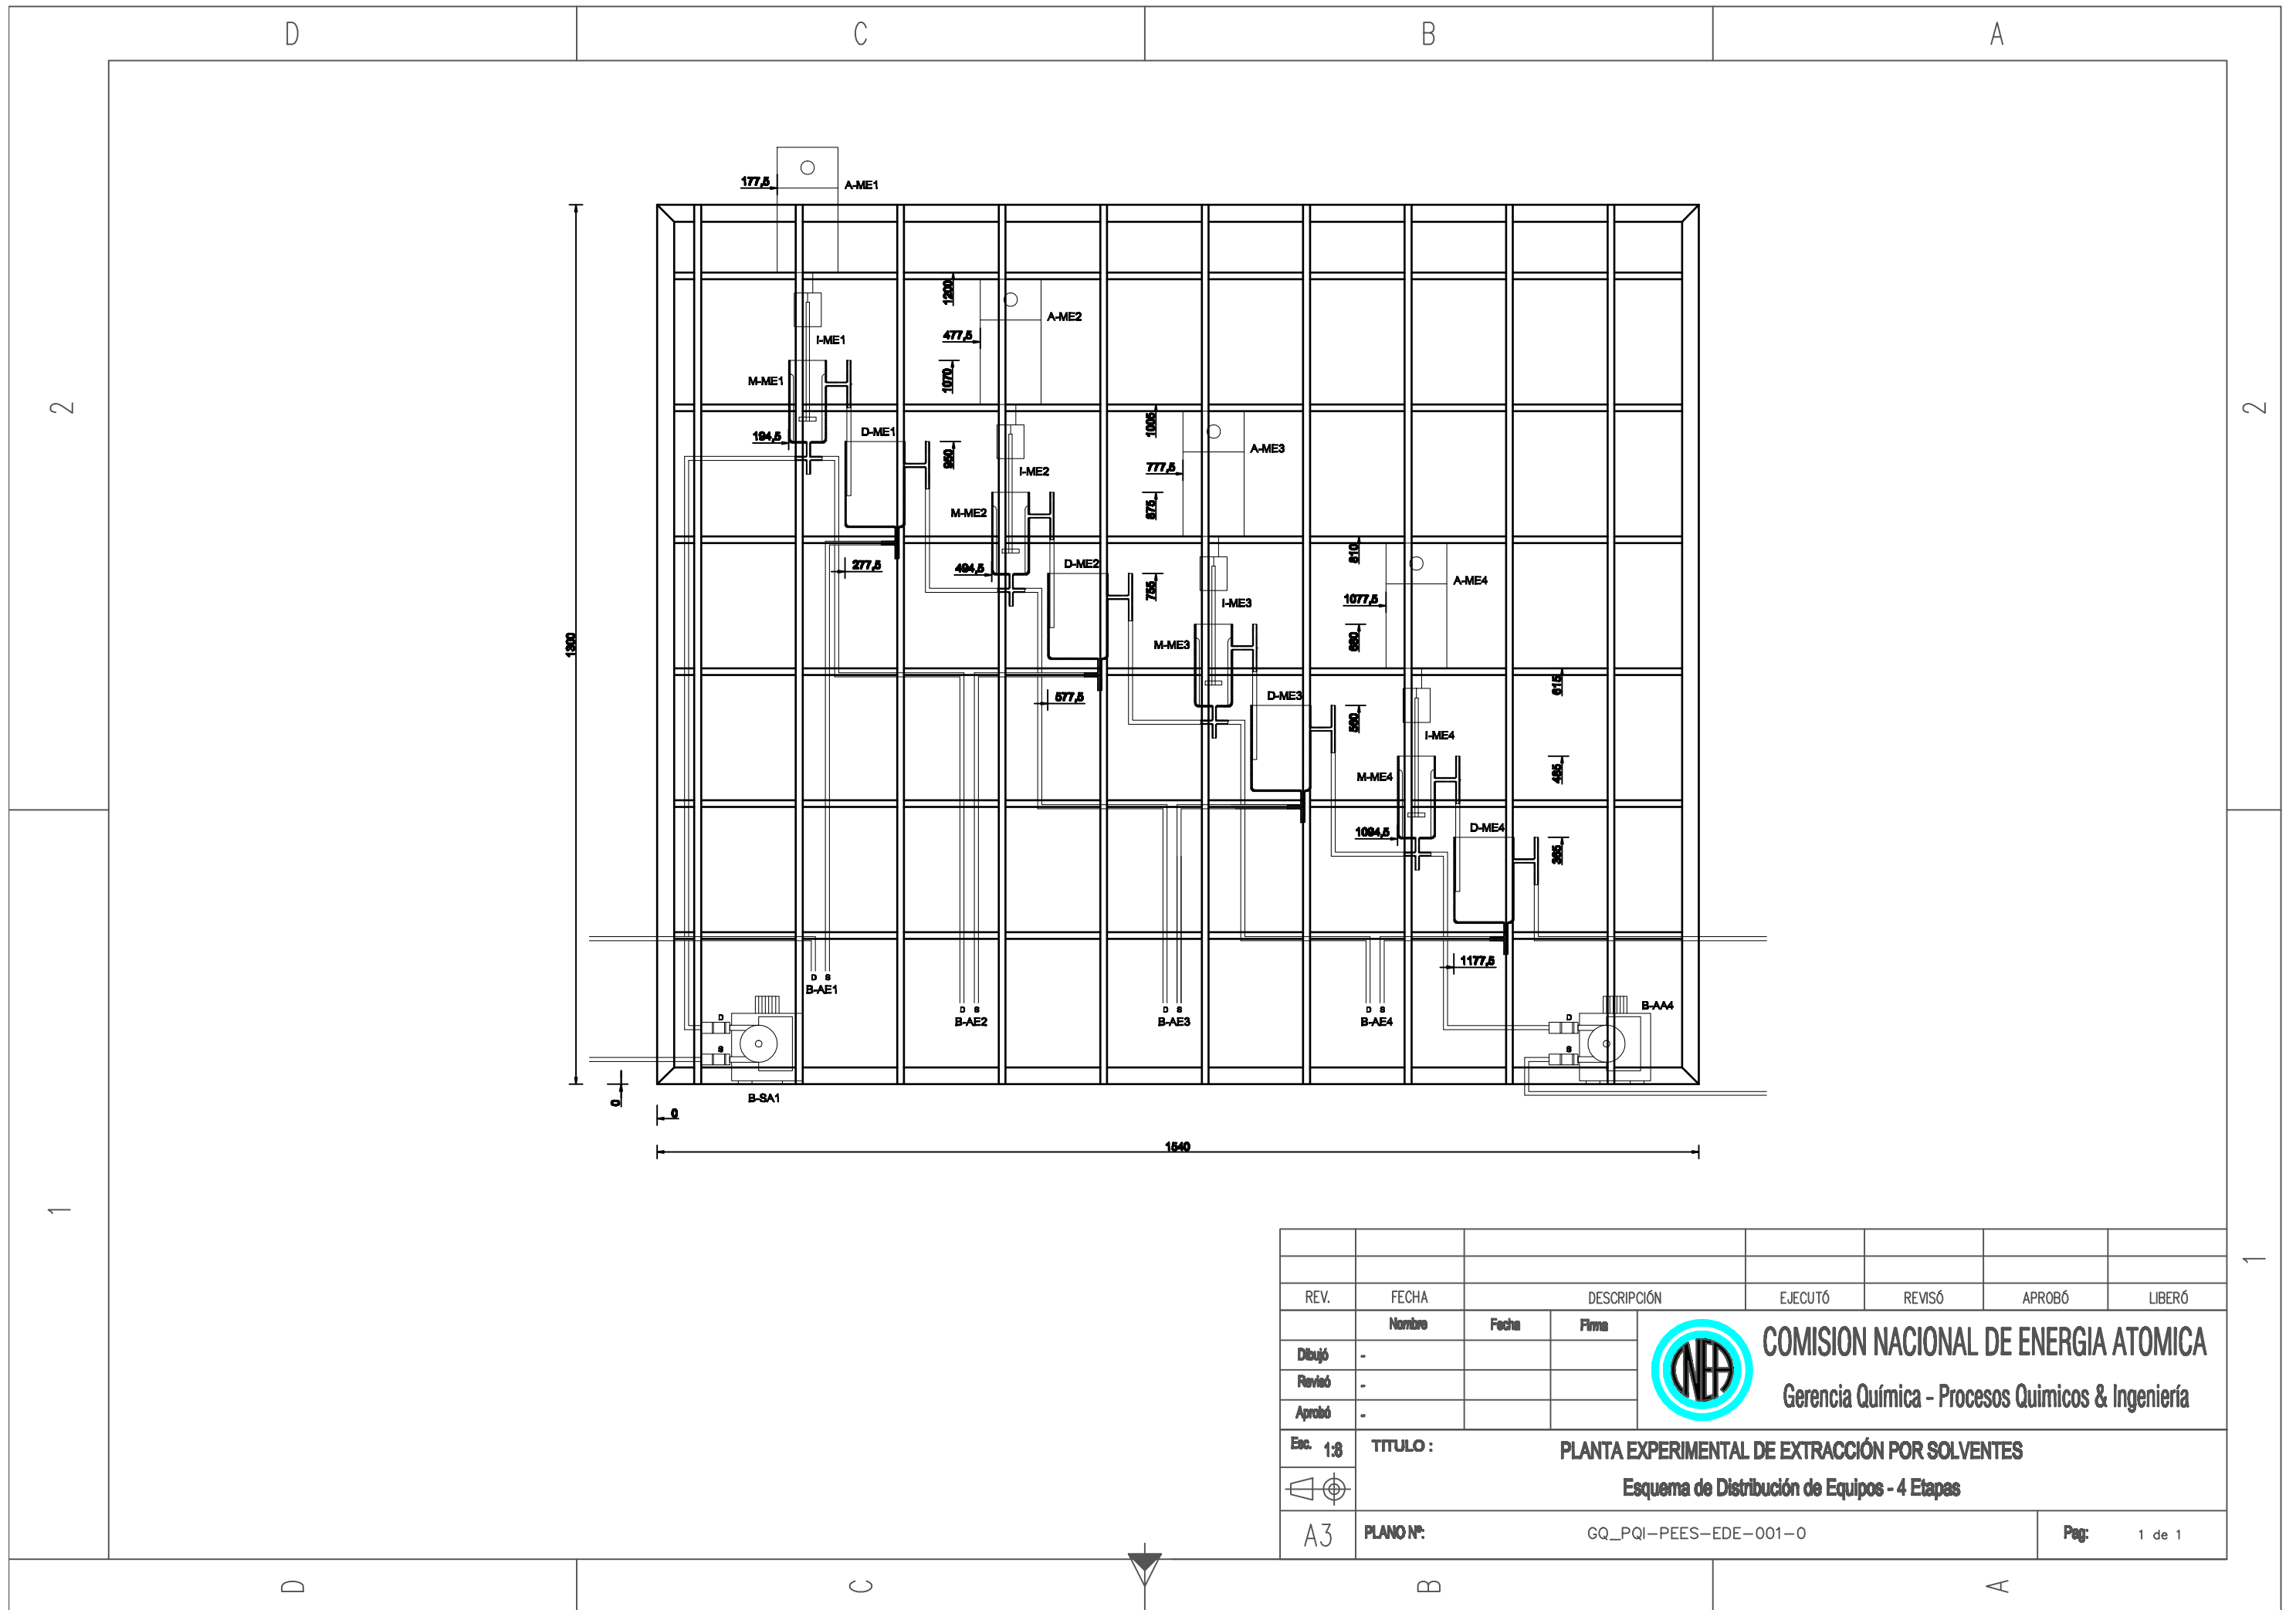 D C B A
2
2
1
1
177,5
A-ME1
1200
A-ME2
I-ME1
477,5
1070
M-ME1
1005
194,5
D-ME1
A-ME3
950
I-ME2
777,5
875
M-ME2
810
277,5
494,5
D-ME2
A-ME4
755
1077,5
I-ME3
1300
680
M-ME3
615
577,5
D-ME3
560
I-ME4
485
M-ME4
1094,5
D-ME4
365
1177,5
D S
B-AE1
D S
B-AE2
D S
B-AE3
D S
B-AE4
B-AA4
D
S
D
S
B-SA1
0
0
1540
REV. FECHA DESCRIPCIÓN EJECUTÓ REVISÓ APROBÓ LIBERÓ
Nombre Fecha Firma
Dibujó -
Revisó -
Aprobó -
CNEA
COMISION NACIONAL DE ENERGIA ATOMICA
Gerencia Química - Procesos Quimicos & Ingeniería
Esc. 1:8
TITULO :
PLANTA EXPERIMENTAL DE EXTRACCIÓN POR SOLVENTES
Esquema de Distribución de Equipos - 4 Etapas
A3
PLANO Nº: GQ_PQI-PEES-EDE-001-0
Pag: 1 de 1
D C B A